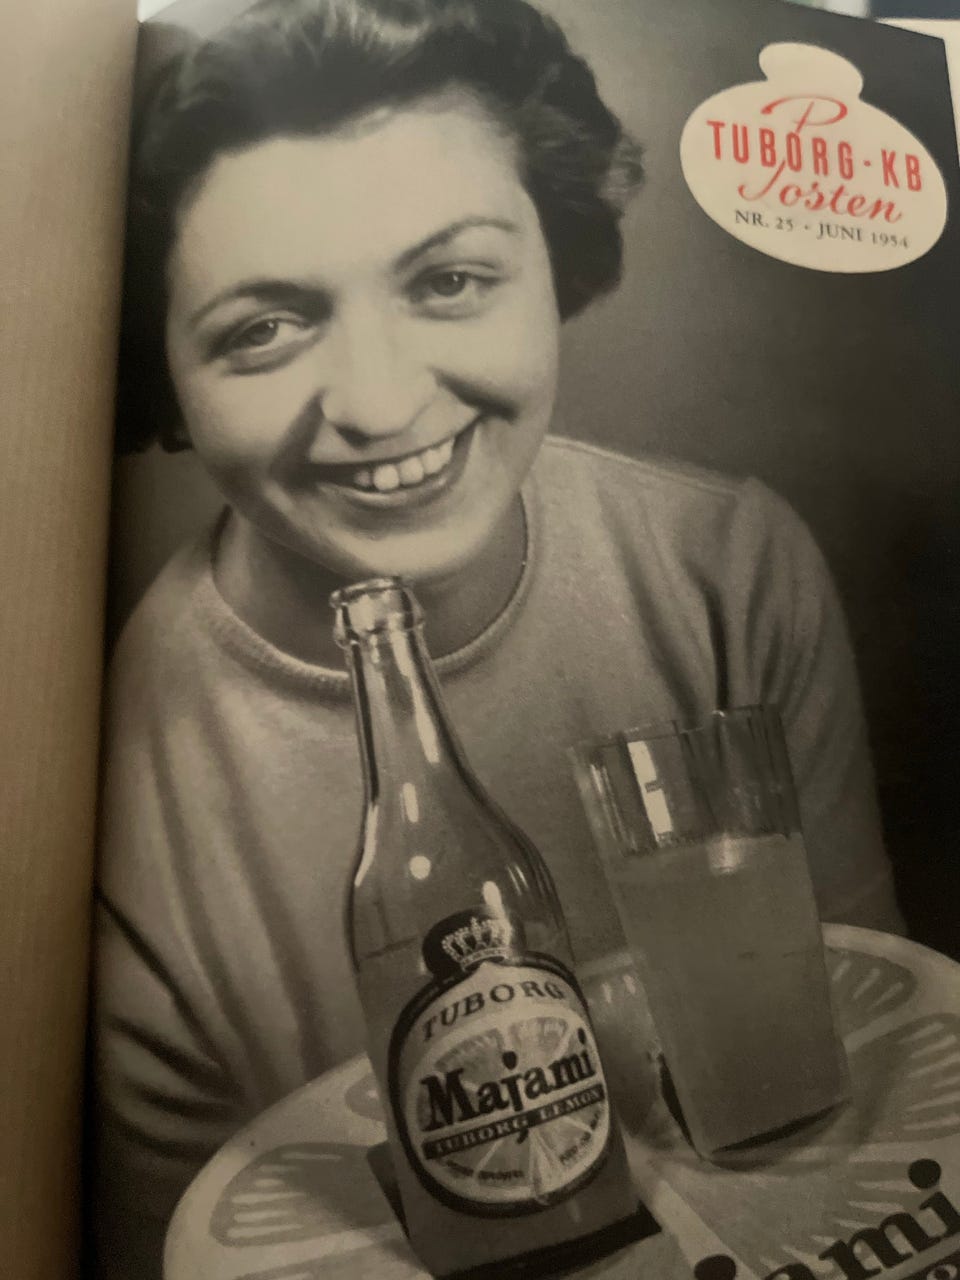 P
TUBORG-KB
Posten
NR. 25 • JUNI 1954
TUBORG
Majami
TUBORG LEMON
ami